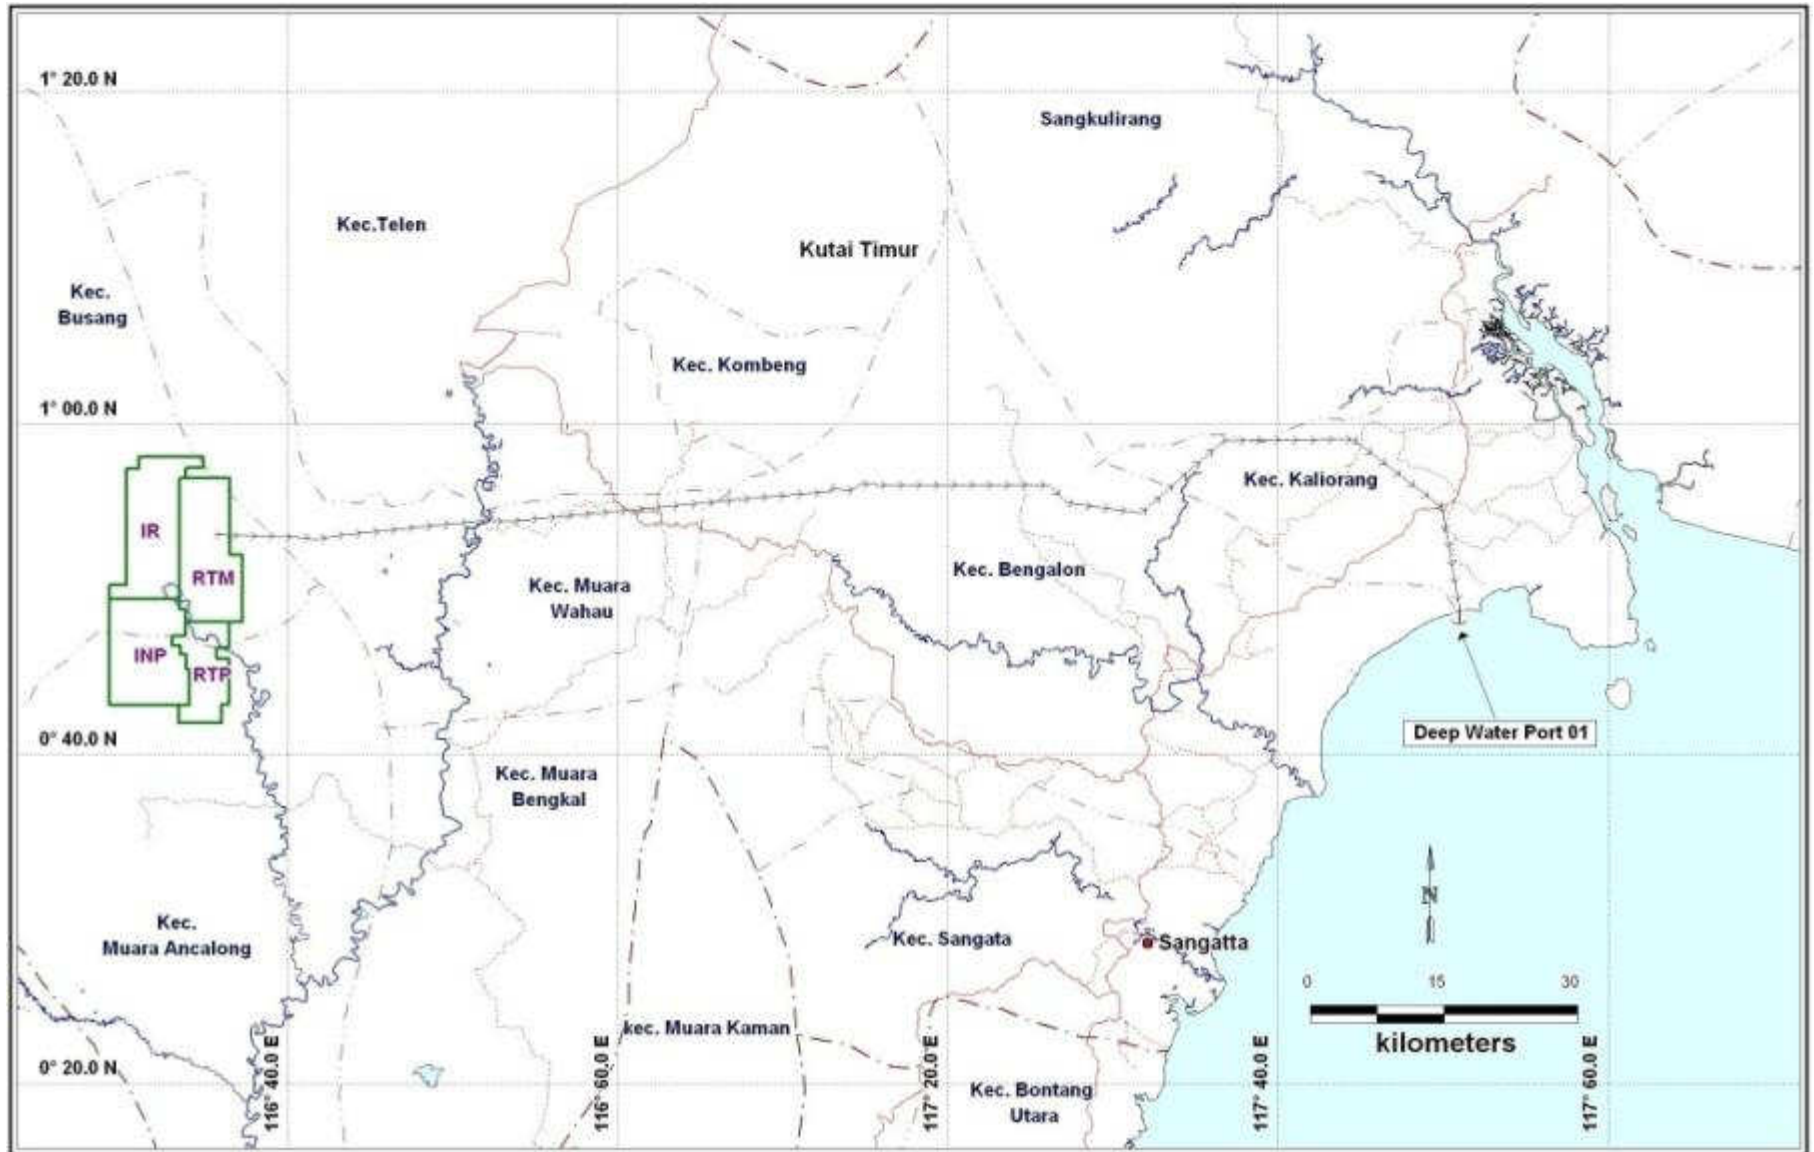 1° 20.0 N
Sangkulirang
Kec.Telen
Kutai Timur
Kec.
Busang
Kec. Kombeng
1° 00.0 N
Kec. Kaliorang
IR
RTM
Kec. Bengalon
Kec. Muara
Wahau
INP
RTP
Deep Water Port 01
0° 40.0 N
Kec. Muara
Bengkal
N
Kec.
Muara Ancalong
Kec. Sangata
Sangatta
0 15 30
kilometers
kec. Muara Kaman
0° 20.0 N
116° 40.0 E
116° 60.0 E
117° 20.0°E
117° 40.0 E
117° 60.0 E
Kec. Bontang
Utara